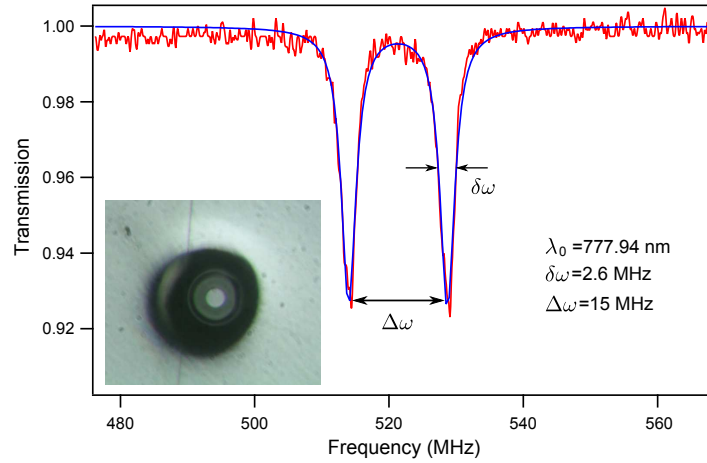 1.00
0.98
0.96
0.94
0.92
Transmission
δω
λ₀ =777.94 nm
δω=2.6 MHz
Δω=15 MHz
Δω
480 500 520 540 560
Frequency (MHz)